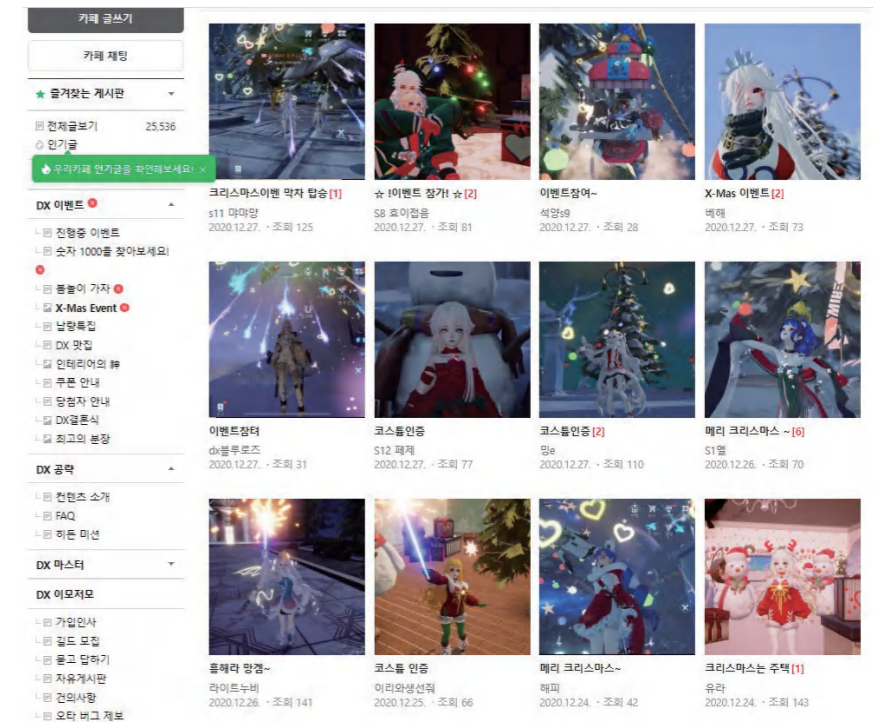 카페 글쓰기
카페 채팅
★ 즐겨찾는 게시판
전체글보기 25,536
인기글
우리카페 인기글을 확인해보세요! ×
DX 이벤트
진행중 이벤트
숫자 1000을 찾아보세요!
봄놀이 가자
X-Mas Event
납량특집
DX 맛집
인테리어의 神
쿠폰 안내
당첨자 안내
DX결혼식
최고의 분장
DX 공략
컨텐츠 소개
FAQ
히든 미션
DX 마스터
DX 이모저모
가입인사
길드 모집
묻고 답하기
자유게시판
건의사항
오타 버그 제보
크리스마스이벤 막차 탑승[1]
s11 먀먀먕
2020.12.27. · 조회 125
☆ !이벤트 참가! ☆[2]
S8 효이접음
2020.12.27. · 조회 81
이벤트참여~
석양s9
2020.12.27. · 조회 28
X-Mas 이벤트[2]
베해
2020.12.27. · 조회 73
이벤트참텨
dx블루로즈
2020.12.27. · 조회 31
코스튬인증
S12 페제
2020.12.27. · 조회 77
코스튬인증[2]
밍e
2020.12.27. · 조회 110
메리 크리스마스 ~[6]
S1엘
2020.12.26. · 조회 70
흥해라 망겜~
라이트누비
2020.12.26. · 조회 141
코스튬 인증
이리와생선줘
2020.12.25. · 조회 66
메리 크리스마스~
해피
2020.12.24. · 조회 42
크리스마스는 주택[1]
유라
2020.12.24. · 조회 143